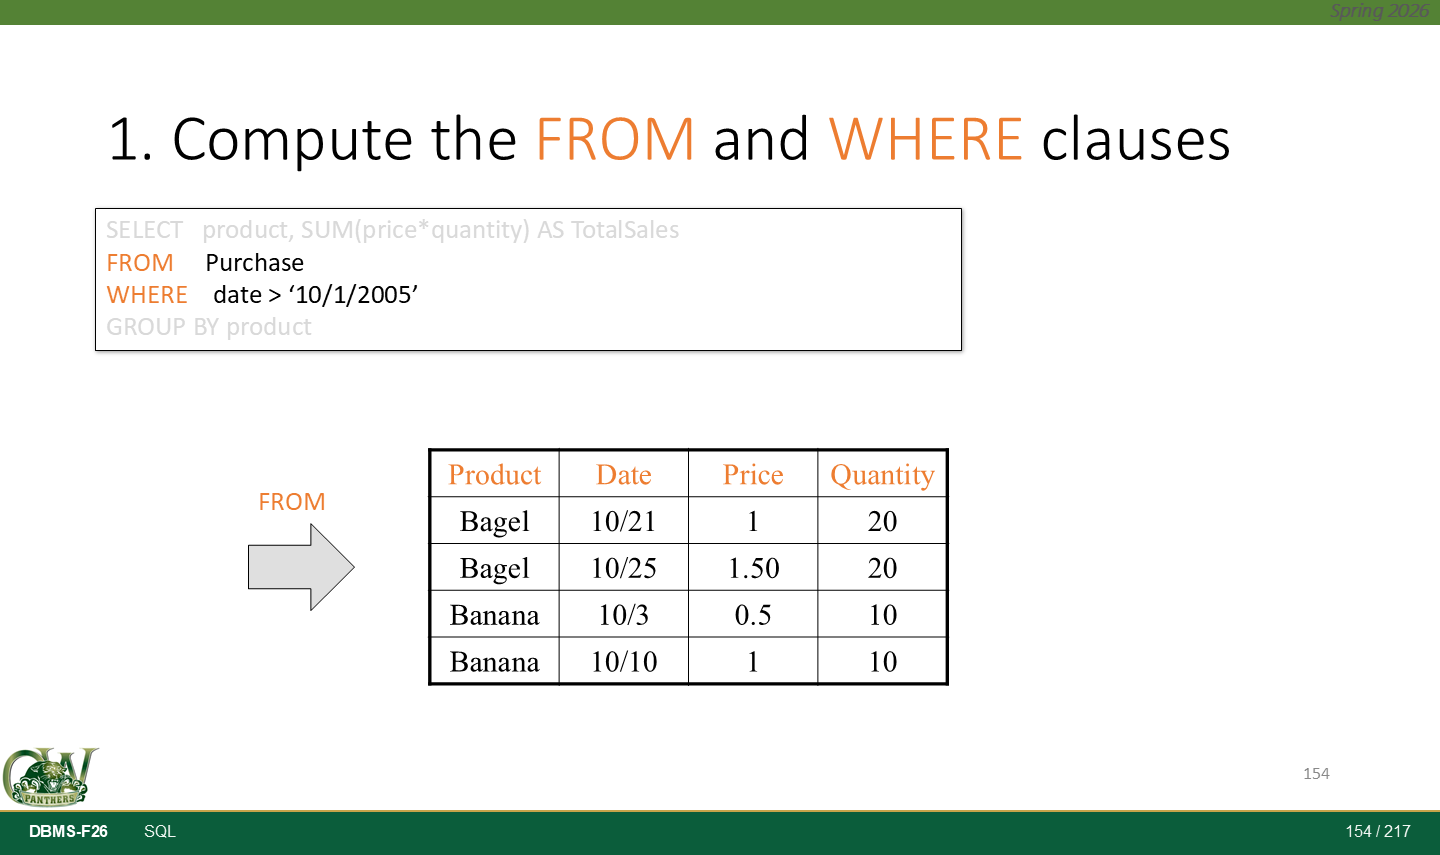 Spring 2026
1. Compute the FROM and WHERE clauses
SELECT product, SUM(price*quantity) AS TotalSales
FROM Purchase
WHERE date > ‘10/1/2005’
GROUP BY product
FROM
Product Date Price Quantity
Bagel 10/21 1 20
Bagel 10/25 1.50 20
Banana 10/3 0.5 10
Banana 10/10 1 10
OW
PANTHERS
154
DBMS-F26 SQL 154 / 217